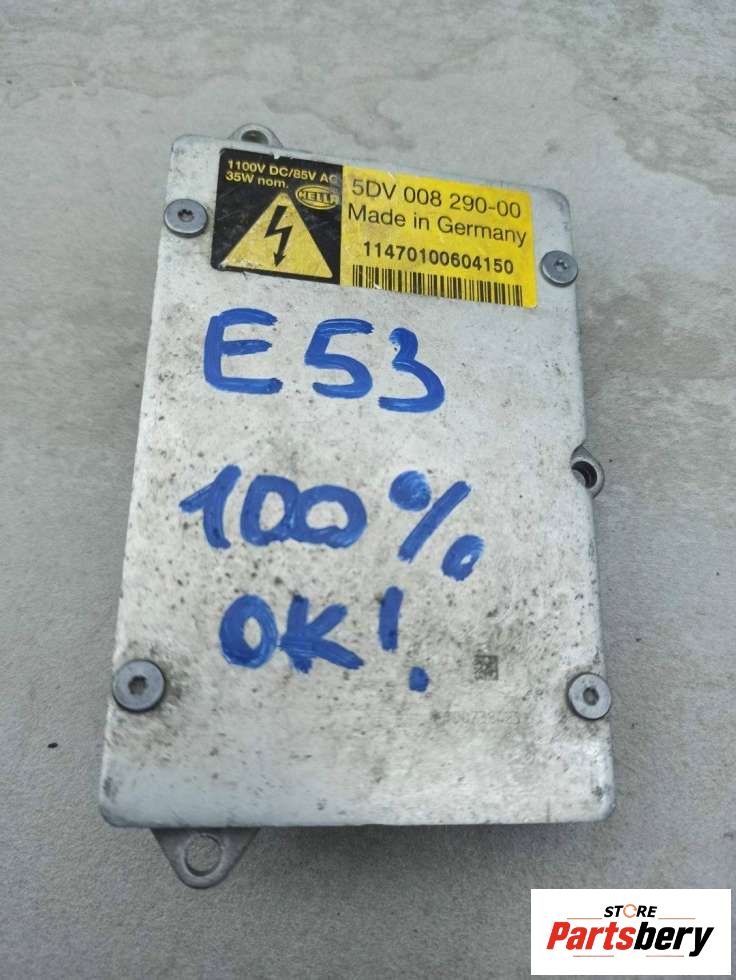 1100V DC/85V AC
35W nom.
HELLA
5DV 008 290-00
Made in Germany
11470100604150
E53
100%
OK!
STORE
Partsbery